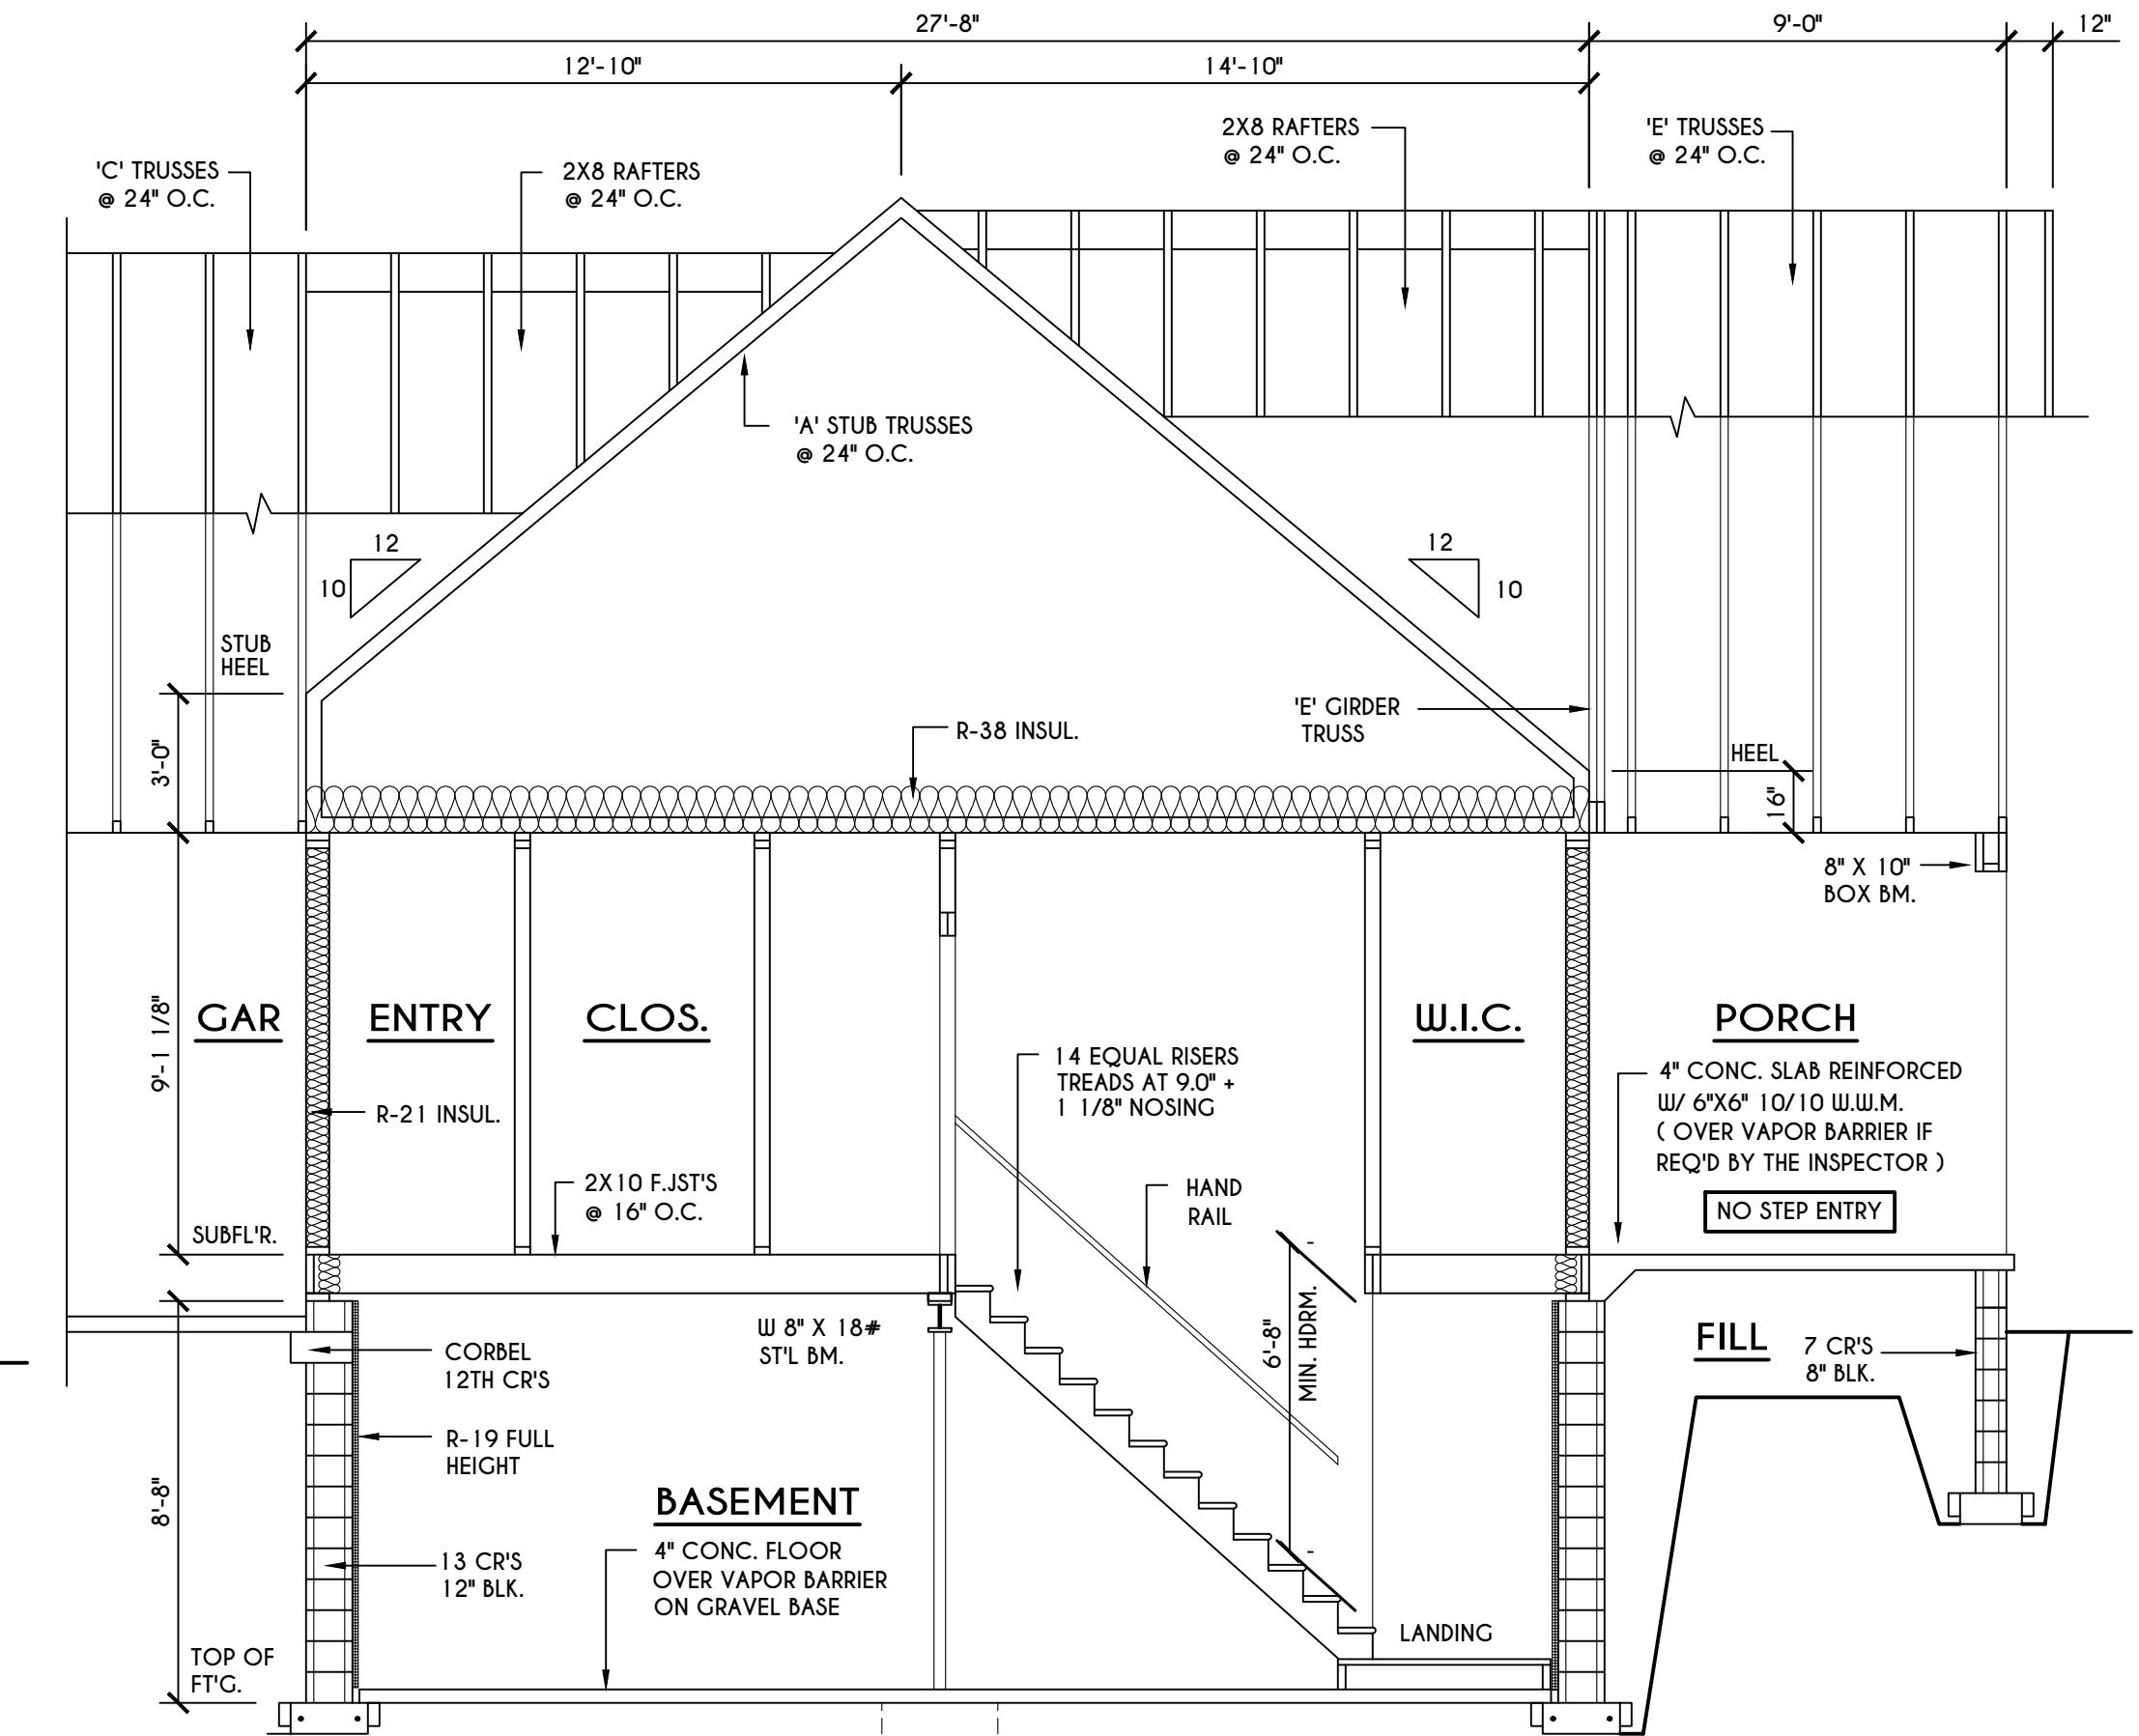 27'-8"
9'-0"
12"
12'-10"
14'-10"
'C' TRUSSES
@ 24" O.C.
2X8 RAFTERS
@ 24" O.C.
2X8 RAFTERS
@ 24" O.C.
'E' TRUSSES
@ 24" O.C.
'A' STUB TRUSSES
@ 24" O.C.
12
10
12
10
STUB
HEEL
3'-0"
R-38 INSUL.
'E' GIRDER
TRUSS
HEEL
16"
8" X 10"
BOX BM.
9'-1 1/8"
GAR
ENTRY
CLOS.
W.I.C.
PORCH
R-21 INSUL.
14 EQUAL RISERS
TREADS AT 9.0" +
1 1/8" NOSING
4" CONC. SLAB REINFORCED
W/ 6"X6" 10/10 W.W.M.
( OVER VAPOR BARRIER IF
REQ'D BY THE INSPECTOR )
NO STEP ENTRY
2X10 F.JST'S
@ 16" O.C.
HAND
RAIL
SUBFL'R.
W 8" X 18#
ST'L BM.
6'-8"
MIN. HDRM.
FILL
7 CR'S
8" BLK.
CORBEL
12TH CR'S
R-19 FULL
HEIGHT
8'-8"
BASEMENT
4" CONC. FLOOR
OVER VAPOR BARRIER
ON GRAVEL BASE
13 CR'S
12" BLK.
LANDING
TOP OF
FT'G.